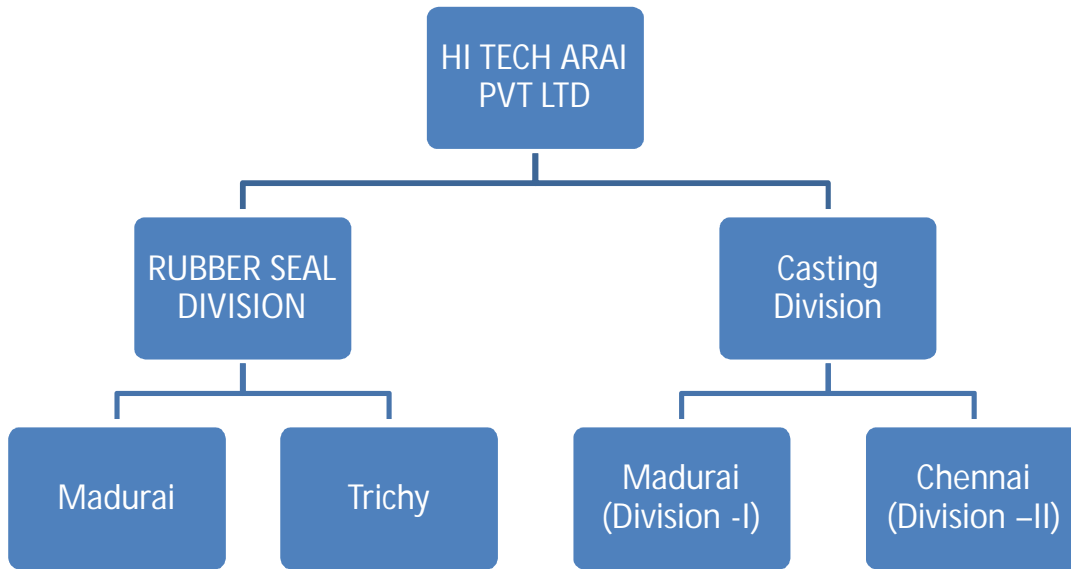 HI TECH ARAI
PVT LTD
RUBBER SEAL
DIVISION
Casting
Division
Madurai
Trichy
Madurai
(Division -I)
Chennai
(Division –II)